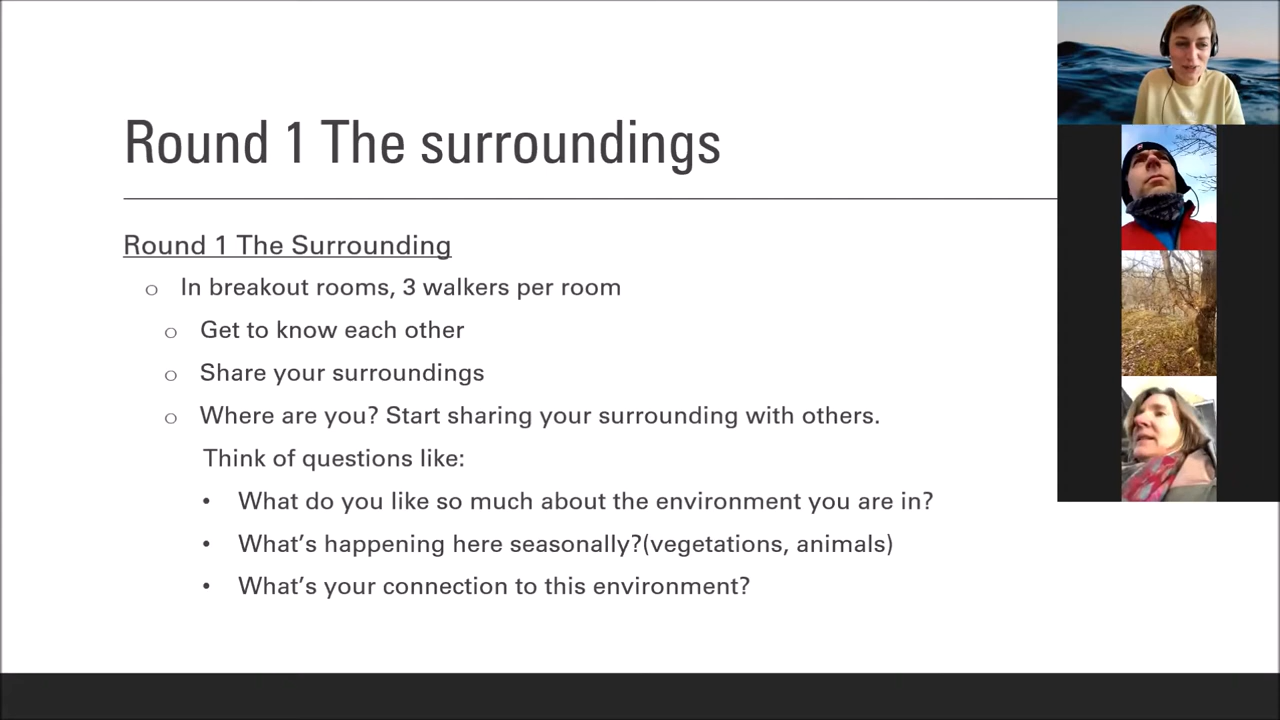 Round 1 The surroundings
Round 1 The Surrounding
o In breakout rooms, 3 walkers per room
o Get to know each other
o Share your surroundings
o Where are you? Start sharing your surrounding with others.
Think of questions like:
• What do you like so much about the environment you are in?
• What’s happening here seasonally?(vegetations, animals)
• What’s your connection to this environment?